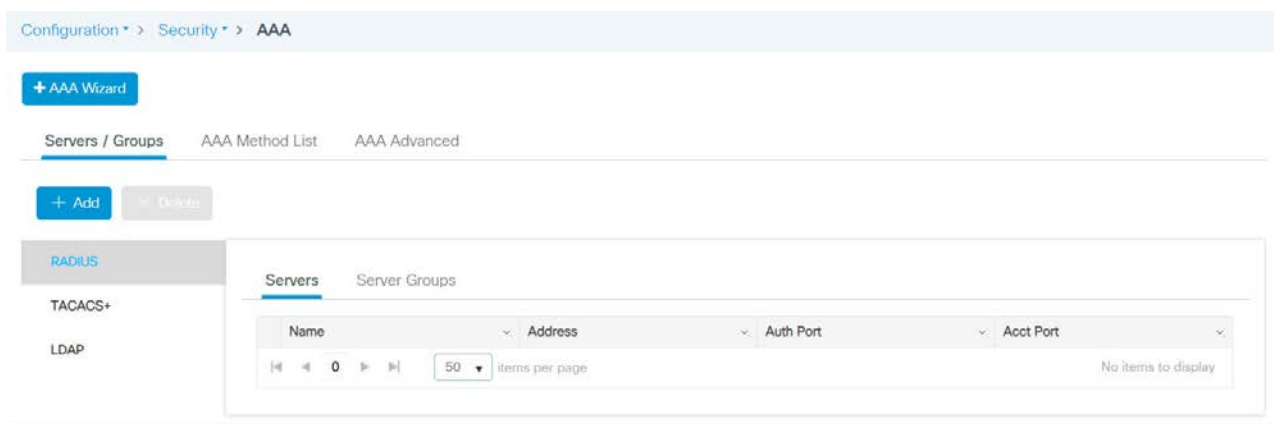 Configuration > Security > AAA
+ AAA Wizard
Servers / Groups AAA Method List AAA Advanced
+ Add × Delete
RADIUS
TACACS+
LDAP
Servers Server Groups
Name Address Auth Port Acct Port
0 50 items per page No items to display